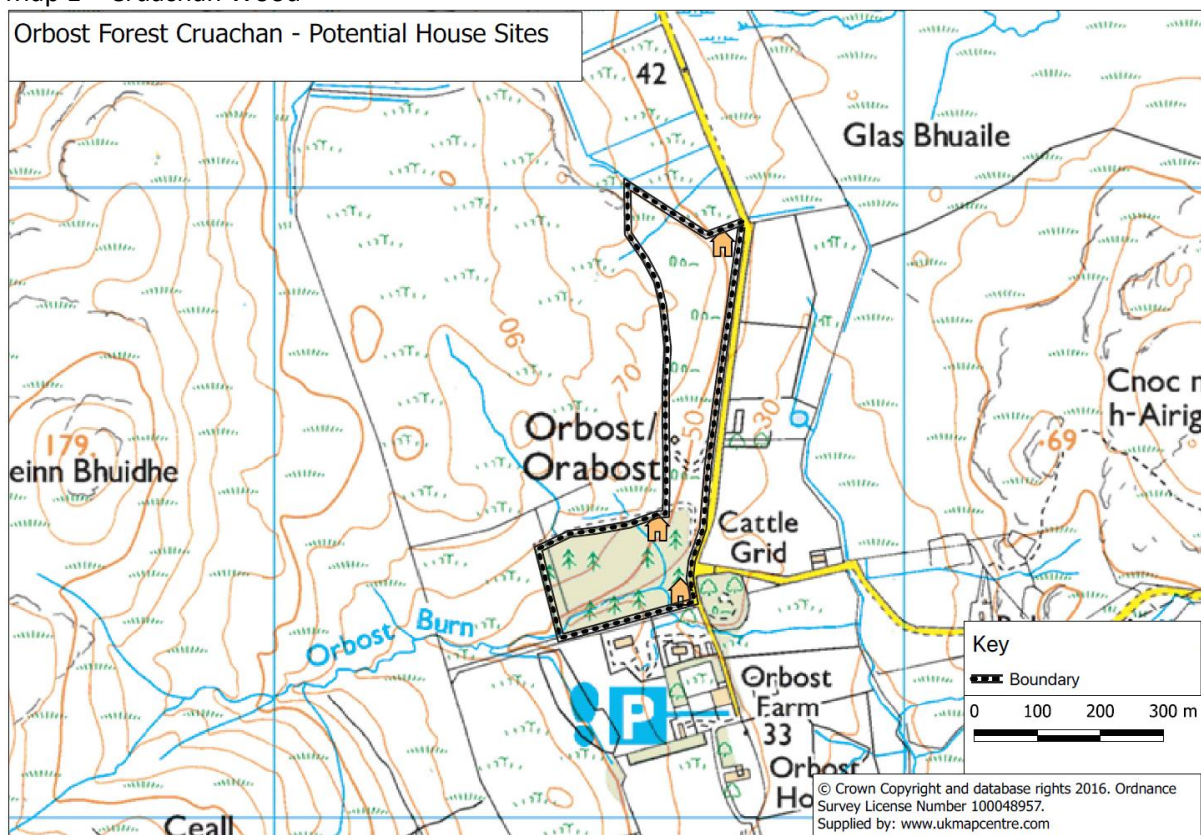 Orbost Forest Cruachan - Potential House Sites
42
Glas Bhuaile
90
70
50
30
Orbost/
Orabost
179
einn Bhuidhe
Cnoc
h-Airig
69
Cattle
Grid
Orbost Burn
P
Orbost
Farm
33
Orbost
Ho
Ceall
Key
Boundary
0 100 200 300 m
© Crown Copyright and database rights 2016. Ordnance
Survey License Number 100048957.
Supplied by: www.ukmapcentre.com